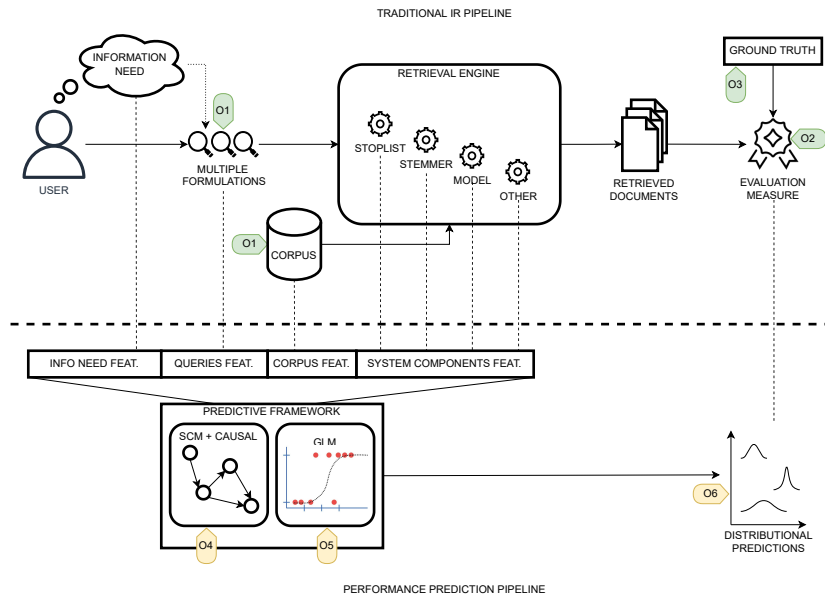 TRADITIONAL IR PIPELINE
INFORMATION
NEED
GROUND TRUTH
RETRIEVAL ENGINE
O3
O1
O2
STOPLIST
STEMMER
MODEL
OTHER
USER
MULTIPLE
FORMULATIONS
RETRIEVED
DOCUMENTS
EVALUATION
MEASURE
O1
CORPUS
INFO NEED FEAT.
QUERIES FEAT.
CORPUS FEAT.
SYSTEM COMPONENTS FEAT.
PREDICTIVE FRAMEWORK
SCM + CAUSAL
GLM
O6
O4
O5
DISTRIBUTIONAL
PREDICTIONS
PERFORMANCE PREDICTION PIPELINE